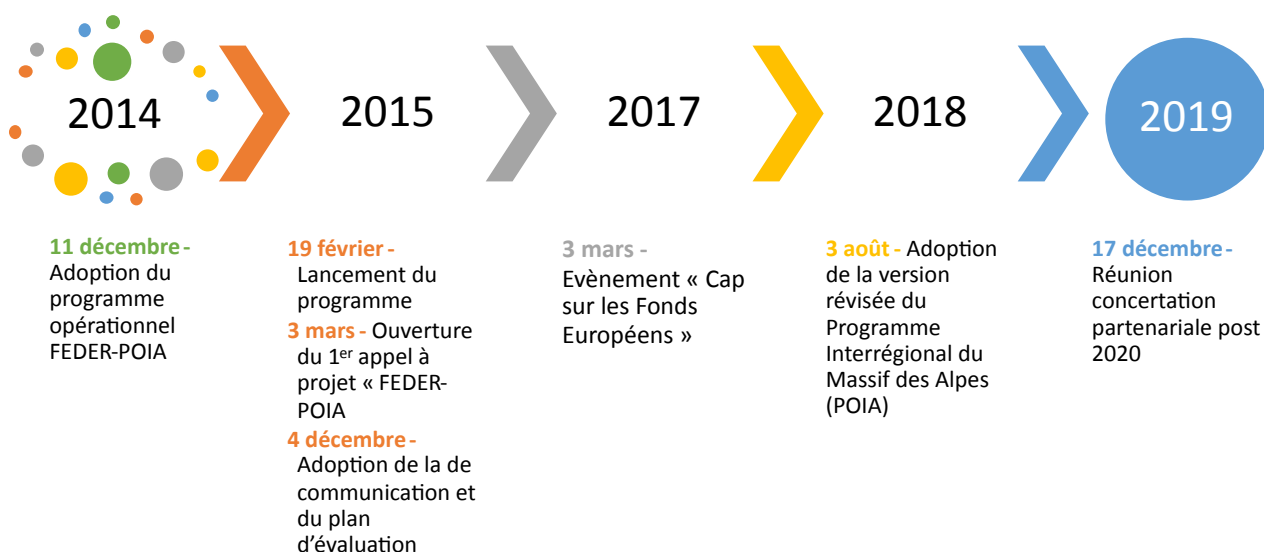 2014
2015
2017
2018
2019
11 décembre -
Adoption du
programme
opérationnel
FEDER-POIA
19 février -
Lancement du
programme
3 mars - Ouverture
du 1er appel à
projet « FEDER-
POIA
4 décembre -
Adoption de la de
communication et
du plan
d'évaluation
3 mars -
Evènement « Cap
sur les Fonds
Européens »
3 août - Adoption
de la version
révisée du
Programme
Interrégional du
Massif des Alpes
(POIA)
17 décembre -
Réunion
concertation
partenariale post
2020